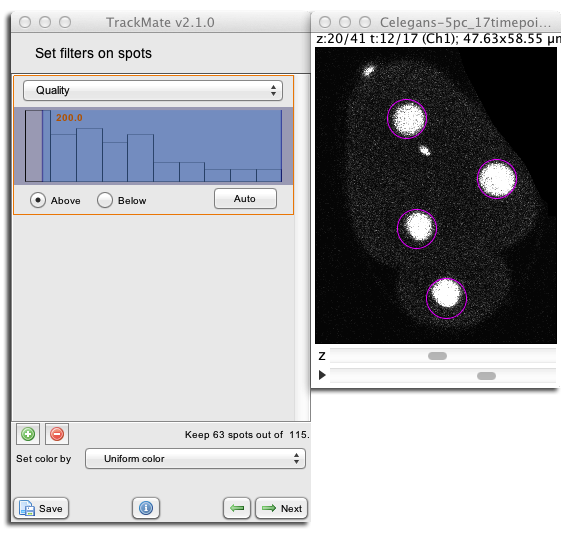 TrackMate v2.1.0
Set filters on spots
Quality
200.0
Above
Below
Auto
Keep 63 spots out of 115.
Set color by
Uniform color
Save
Next
Celegans-5pc_17timepoi...
z:20/41 t:12/17 (Ch1); 47.63x58.55 µm
z